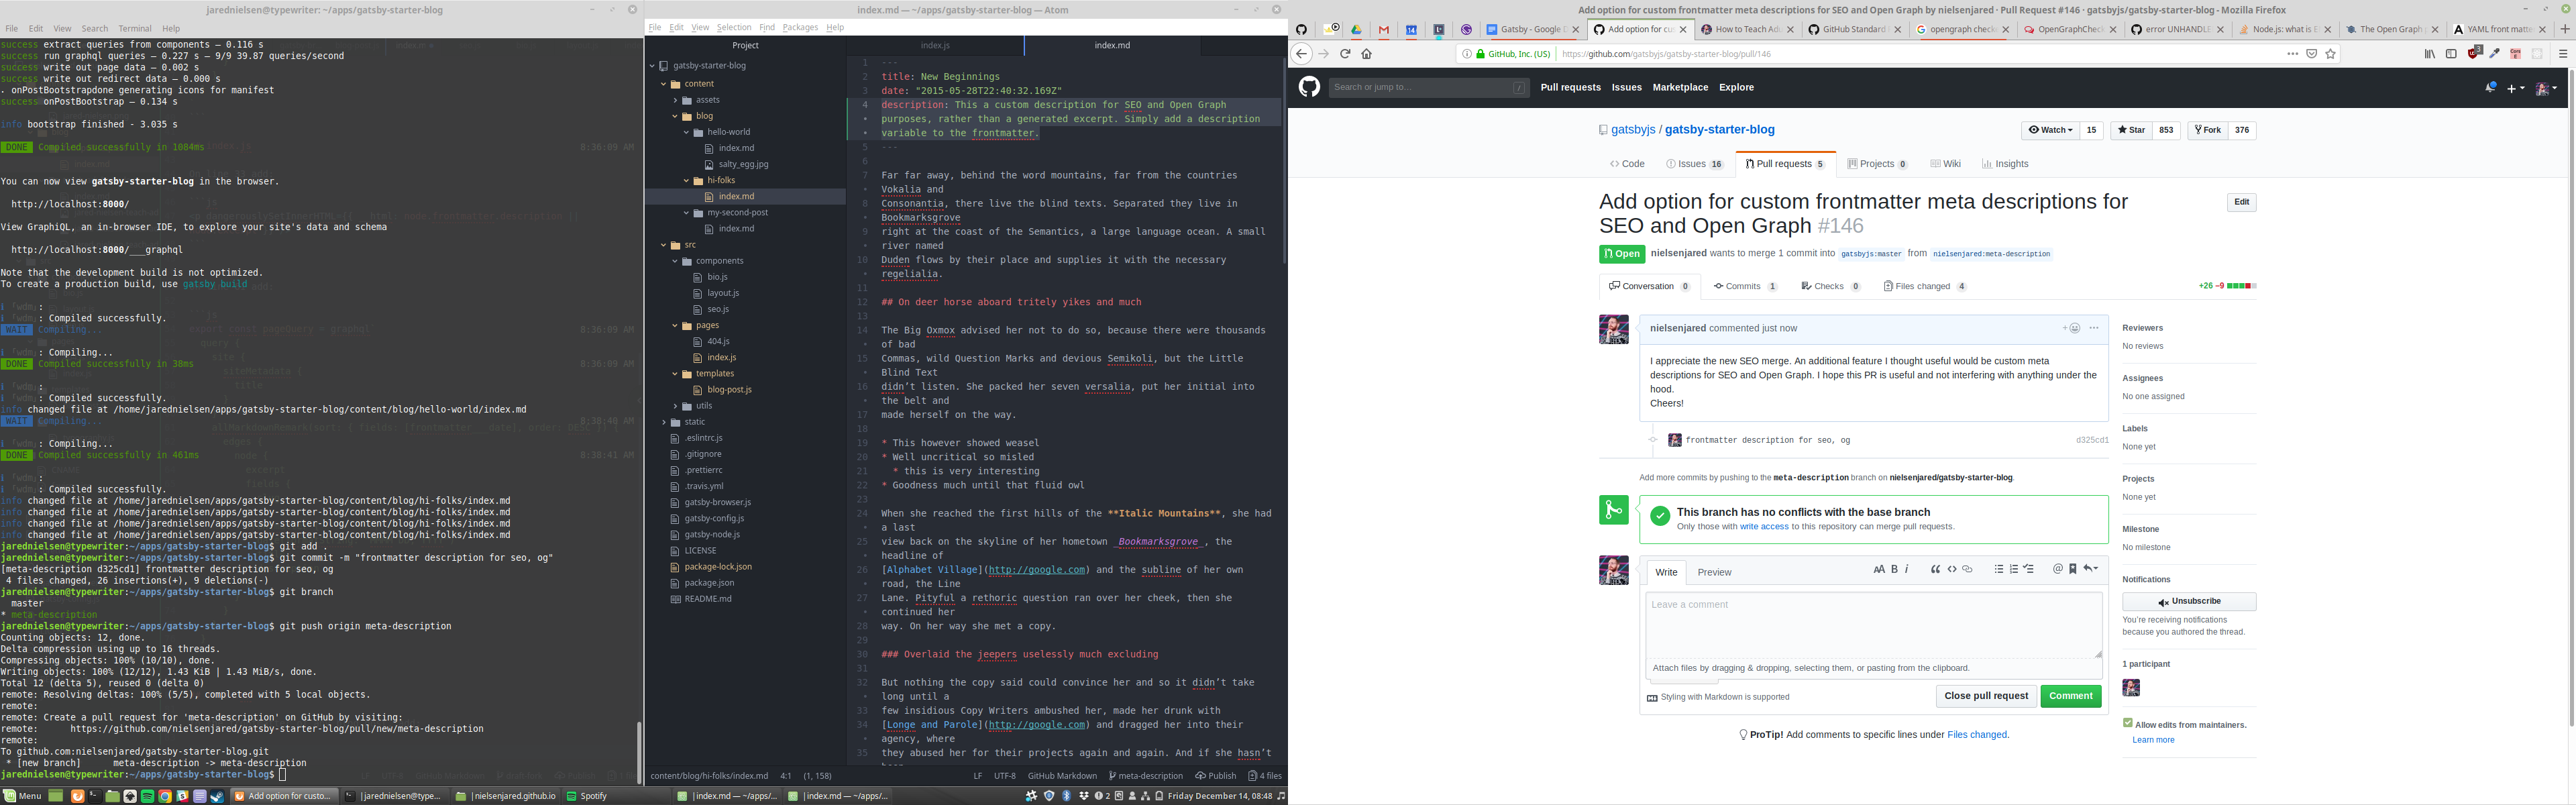 jarednielsen@typewriter: ~/apps/gatsby-starter-blog
File Edit View Search Terminal Help
success extract queries from components — 0.116 s
success run graphql queries — 0.227 s — 9/9 39.87 queries/second
success write out page data — 0.002 s
success write out redirect data — 0.000 s
. onPostBootstrapdone generating icons for manifest
success onPostBootstrap — 0.134 s
info bootstrap finished - 3.035 s
DONE Compiled successfully in 1084ms 8:36:09 AM
You can now view gatsby-starter-blog in the browser.
http://localhost:8000/
View GraphiQL, an in-browser IDE, to explore your site's data and schema
http://localhost:8000/___graphql
Note that the development build is not optimized.
To create a production build, use gatsby build
ℹ ｢wdm｣:
ℹ ｢wdm｣: Compiled successfully.
WAIT Compiling... 8:36:09 AM
ℹ ｢wdm｣: Compiling...
DONE Compiled successfully in 38ms 8:36:09 AM
ℹ ｢wdm｣:
ℹ ｢wdm｣: Compiled successfully.
info changed file at /home/jarednielsen/apps/gatsby-starter-blog/content/blog/hello-world/index.md
WAIT Compiling... 8:38:40 AM
ℹ ｢wdm｣: Compiling...
DONE Compiled successfully in 461ms 8:38:41 AM
ℹ ｢wdm｣:
ℹ ｢wdm｣: Compiled successfully.
info changed file at /home/jarednielsen/apps/gatsby-starter-blog/content/blog/hi-folks/index.md
info changed file at /home/jarednielsen/apps/gatsby-starter-blog/content/blog/hi-folks/index.md
info changed file at /home/jarednielsen/apps/gatsby-starter-blog/content/blog/hi-folks/index.md
info changed file at /home/jarednielsen/apps/gatsby-starter-blog/content/blog/hi-folks/index.md
jarednielsen@typewriter:~/apps/gatsby-starter-blog$ git add .
jarednielsen@typewriter:~/apps/gatsby-starter-blog$ git commit -m "frontmatter description for seo, og"
[meta-description d325cd1] frontmatter description for seo, og
4 files changed, 26 insertions(+), 9 deletions(-)
jarednielsen@typewriter:~/apps/gatsby-starter-blog$ git branch
master
* meta-description
jarednielsen@typewriter:~/apps/gatsby-starter-blog$ git push origin meta-description
Counting objects: 12, done.
Delta compression using up to 16 threads.
Compressing objects: 100% (10/10), done.
Writing objects: 100% (12/12), 1.43 KiB | 1.43 MiB/s, done.
Total 12 (delta 5), reused 0 (delta 0)
remote: Resolving deltas: 100% (5/5), completed with 5 local objects.
remote:
remote: Create a pull request for 'meta-description' on GitHub by visiting:
remote: https://github.com/nielsenjared/gatsby-starter-blog/pull/new/meta-description
remote:
To github.com:nielsenjared/gatsby-starter-blog.git
* [new branch] meta-description -> meta-description
jarednielsen@typewriter:~/apps/gatsby-starter-blog$
index.md — ~/apps/gatsby-starter-blog — Atom
File Edit View Selection Find Packages Help
Project
gatsby-starter-blog
content
assets
blog
hello-world
index.md
salty_egg.jpg
hi-folks
index.md
my-second-post
index.md
src
components
bio.js
layout.js
seo.js
pages
404.js
index.js
templates
blog-post.js
utils
static
.eslintrc.js
.gitignore
.prettierrc
.travis.yml
gatsby-browser.js
gatsby-config.js
gatsby-node.js
LICENSE
package-lock.json
package.json
README.md
index.js index.md
1 ---
2 title: New Beginnings
3 date: "2015-05-28T22:40:32.169Z"
4 description: This a custom description for SEO and Open Graph
• purposes, rather than a generated excerpt. Simply add a description
• variable to the frontmatter.
5 ---
6
7 Far far away, behind the word mountains, far from the countries
• Vokalia and
8 Consonantia, there live the blind texts. Separated they live in
• Bookmarksgrove
9 right at the coast of the Semantics, a large language ocean. A small
• river named
10 Duden flows by their place and supplies it with the necessary
• regelialia.
11
12 ## On deer horse aboard tritely yikes and much
13
14 The Big Oxmox advised her not to do so, because there were thousands
• of bad
15 Commas, wild Question Marks and devious Semikoli, but the Little
• Blind Text
16 didn’t listen. She packed her seven versalia, put her initial into
• the belt and
17 made herself on the way.
18
19 * This however showed weasel
20 * Well uncritical so misled
21 * this is very interesting
22 * Goodness much until that fluid owl
23
24 When she reached the first hills of the **Italic Mountains**, she had
• a last
25 view back on the skyline of her hometown _Bookmarksgrove_, the
• headline of
26 [Alphabet Village](http://google.com) and the subline of her own
• road, the Line
27 Lane. Pityful a rethoric question ran over her cheek, then she
• continued her
28 way. On her way she met a copy.
29
30 ### Overlaid the jeepers uselessly much excluding
31
32 But nothing the copy said could convince her and so it didn’t take
• long until a
33 few insidious Copy Writers ambushed her, made her drunk with
34 [Longe and Parole](http://google.com) and dragged her into their
• agency, where
35 they abused her for their projects again and again. And if she hasn’t
content/blog/hi-folks/index.md 4:1 (1, 158) LF UTF-8 GitHub Markdown meta-description Publish 4 files
Add option for custom frontmatter meta descriptions for SEO and Open Graph by nielsenjared · Pull Request #146 · gatsbyjs/gatsby-starter-blog - Mozilla Firefox
Gatsby - Google D Add option for cus How to Teach Adu GitHub Standard opengraph checke OpenGraphCheck error UNHANDLE Node.js: what is E The Open Graph YAML front matte
GitHub, Inc. (US) https://github.com/gatsbyjs/gatsby-starter-blog/pull/146
Search or jump to... / Pull requests Issues Marketplace Explore
gatsbyjs / gatsby-starter-blog
Watch 15 Star 853 Fork 376
Code Issues 16 Pull requests 5 Projects 0 Wiki Insights
Add option for custom frontmatter meta descriptions for
SEO and Open Graph #146
Edit
Open nielsenjared wants to merge 1 commit into gatsbyjs:master from nielsenjared:meta-description
Conversation 0 Commits 1 Checks 0 Files changed 4 +26 −9
nielsenjared commented just now
I appreciate the new SEO merge. An additional feature I thought useful would be custom meta
descriptions for SEO and Open Graph. I hope this PR is useful and not interfering with anything under the
hood.
Cheers!
frontmatter description for seo, og d325cd1
Add more commits by pushing to the meta-description branch on nielsenjared/gatsby-starter-blog.
This branch has no conflicts with the base branch
Only those with write access to this repository can merge pull requests.
Write Preview
Leave a comment
Attach files by dragging & dropping, selecting them, or pasting from the clipboard.
Styling with Markdown is supported
Close pull request Comment
ProTip! Add comments to specific lines under Files changed.
Reviewers
No reviews
Assignees
No one assigned
Labels
None yet
Projects
None yet
Milestone
No milestone
Notifications
Unsubscribe
You’re receiving notifications
because you authored the thread.
1 participant
Allow edits from maintainers.
Learn more
Menu Add option for custo... |jarednielsen@type... |nielsenjared.github.io Spotify |index.md — ~/apps/... |index.md — ~/apps/... 2 Friday December 14, 08:48